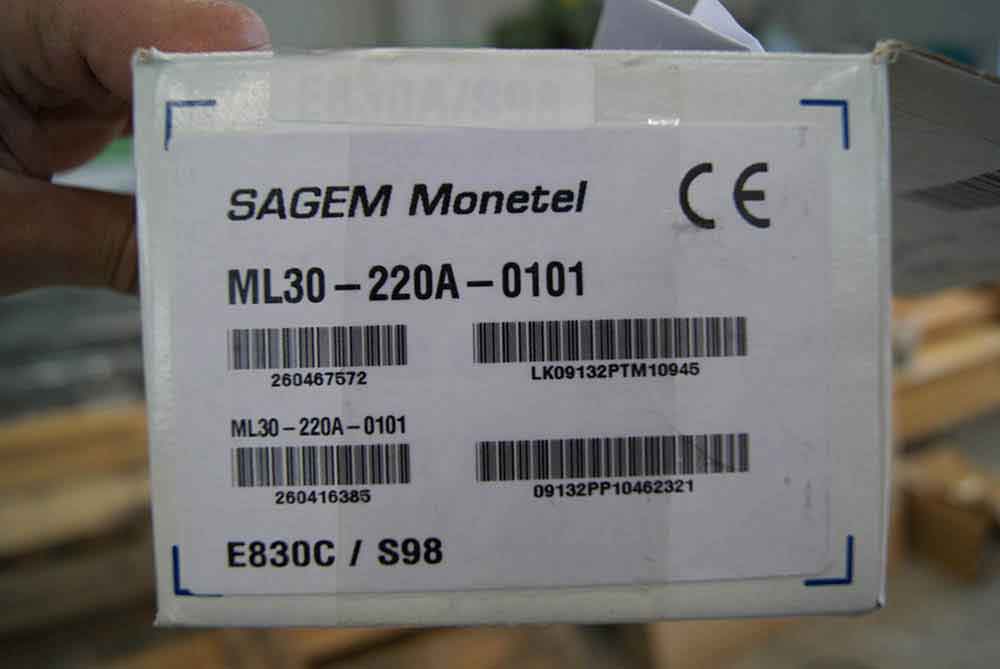 SAGEM Monetel CE
ML30-220A-0101
260467572 LK09132PTM10945
ML30-220A-0101
260416385 09132PP10462321
E830C / S98